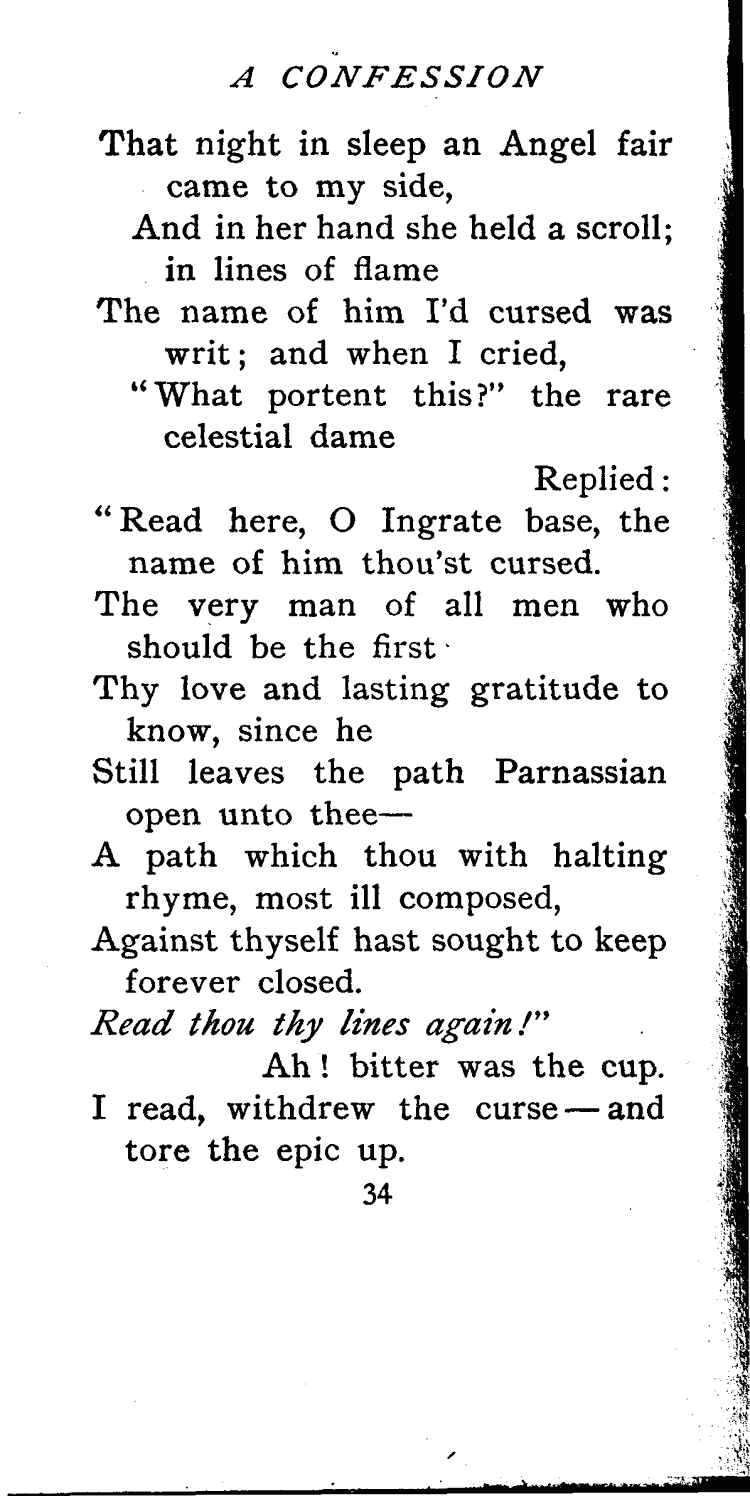 A CONFESSION
That night in sleep an Angel fair
came to my side,
And in her hand she held a scroll;
in lines of flame
The name of him I'd cursed was
writ; and when I cried,
"What portent this?" the rare
celestial dame
Replied:
"Read here, O Ingrate base, the
name of him thou'st cursed.
The very man of all men who
should be the first
Thy love and lasting gratitude to
know, since he
Still leaves the path Parnassian
open unto thee—
A path which thou with halting
rhyme, most ill composed,
Against thyself hast sought to keep
forever closed.
Read thou thy lines again!"
Ah! bitter was the cup.
I read, withdrew the curse—and
tore the epic up.
34